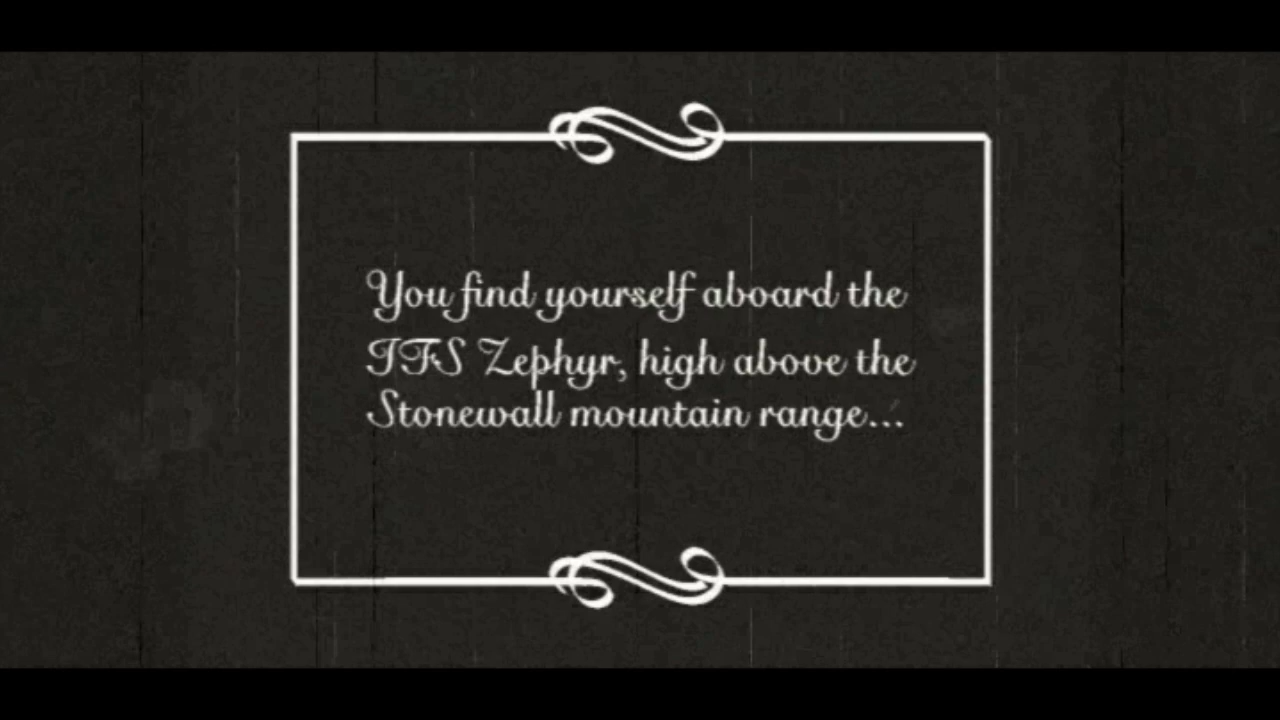 You find yourself aboard the
IFS Zephyr, high above the
Stonewall mountain range...